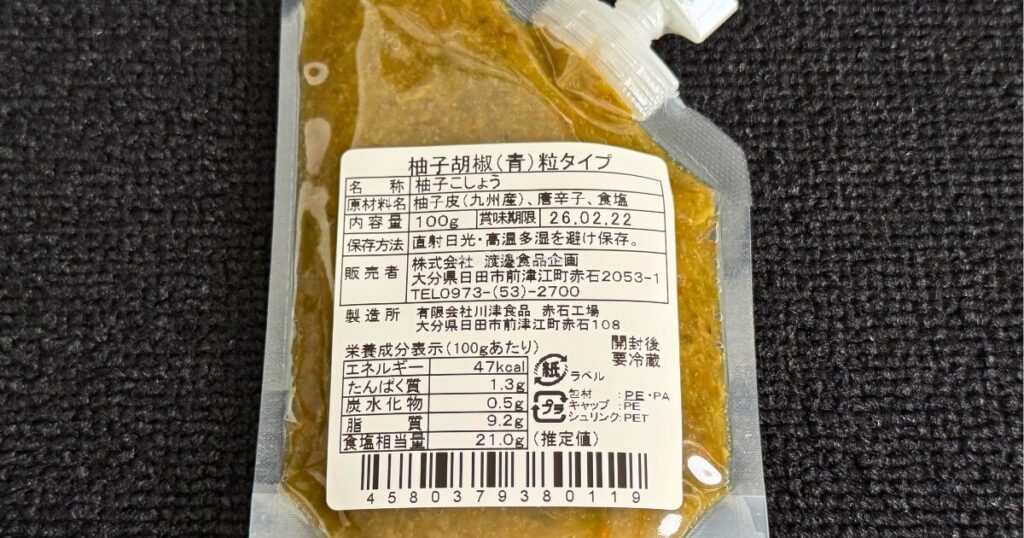 柚子胡椒(青)粒タイプ
名　称 柚子こしょう
原材料名 柚子皮(九州産)、唐辛子、食塩
内容量 100g 賞味期限 26.02.22
保存方法 直射日光・高温多湿を避け保存。
販売者 株式会社 渡邉食品企画
大分県日田市前津江町赤石2053-1
TEL0973-(53)-2700
製造所 有限会社川津食品 赤石工場
大分県日田市前津江町赤石108
栄養成分表示(100gあたり)
エネルギー 47kcal
たんぱく質 1.3g
炭水化物 0.5g
脂　質 9.2g
食塩相当量 21.0g (推定値)
開封後
要冷蔵
紙 ラベル
プラ 包材 :PE・PA
キャップ :PE
シュリンク:PET
4580379380119